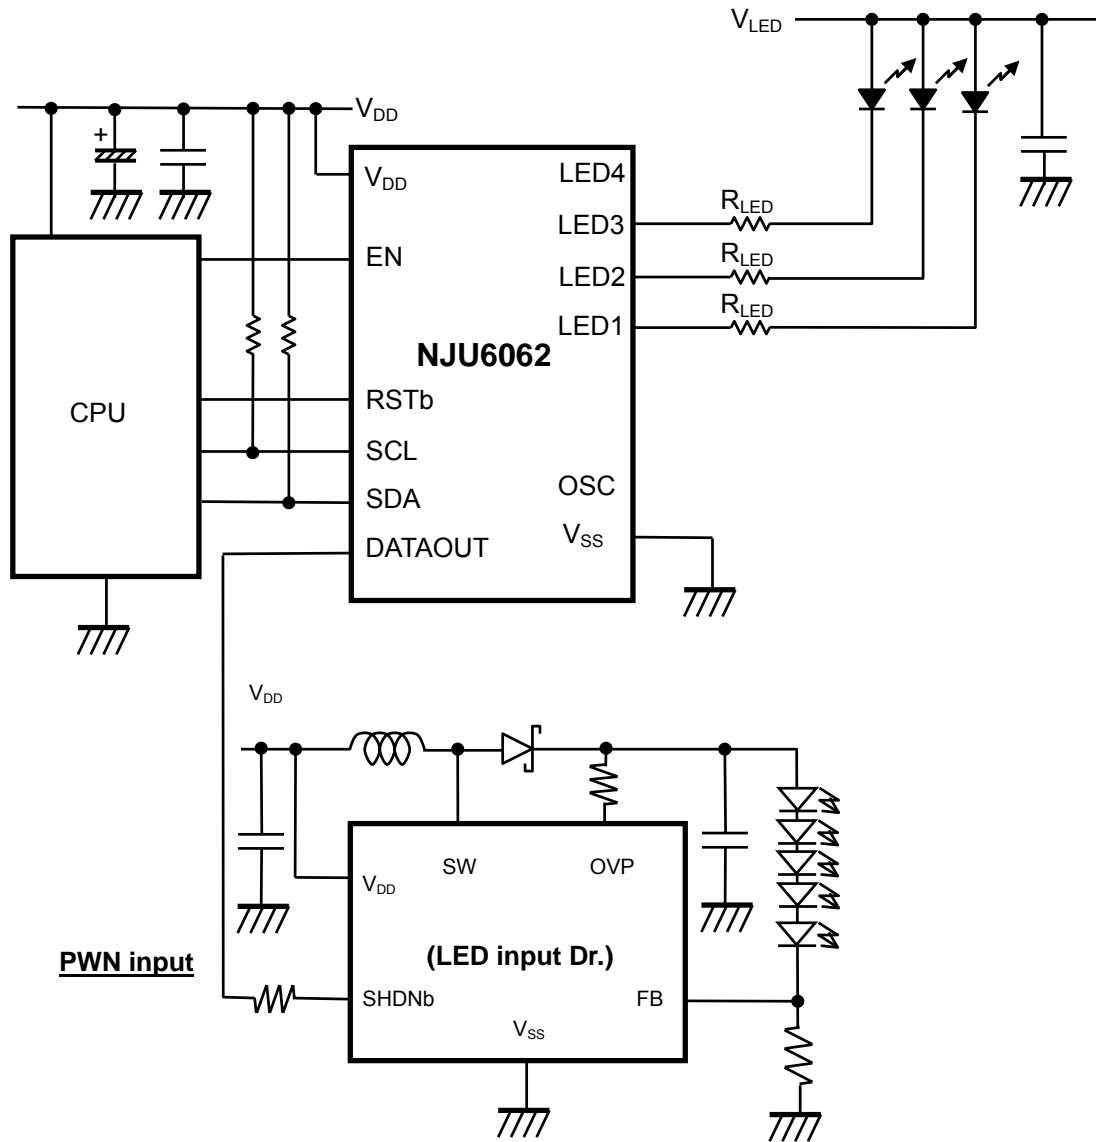 VLED
VDD
VDD
LED4
RLED
LED3
EN
RLED
LED2
RLED
LED1
NJU6062
CPU
RSTb
SCL
SDA
OSC
DATAOUT
VSS
VDD
SW
OVP
VDD
PWN input
(LED input Dr.)
SHDNb
FB
VSS
+